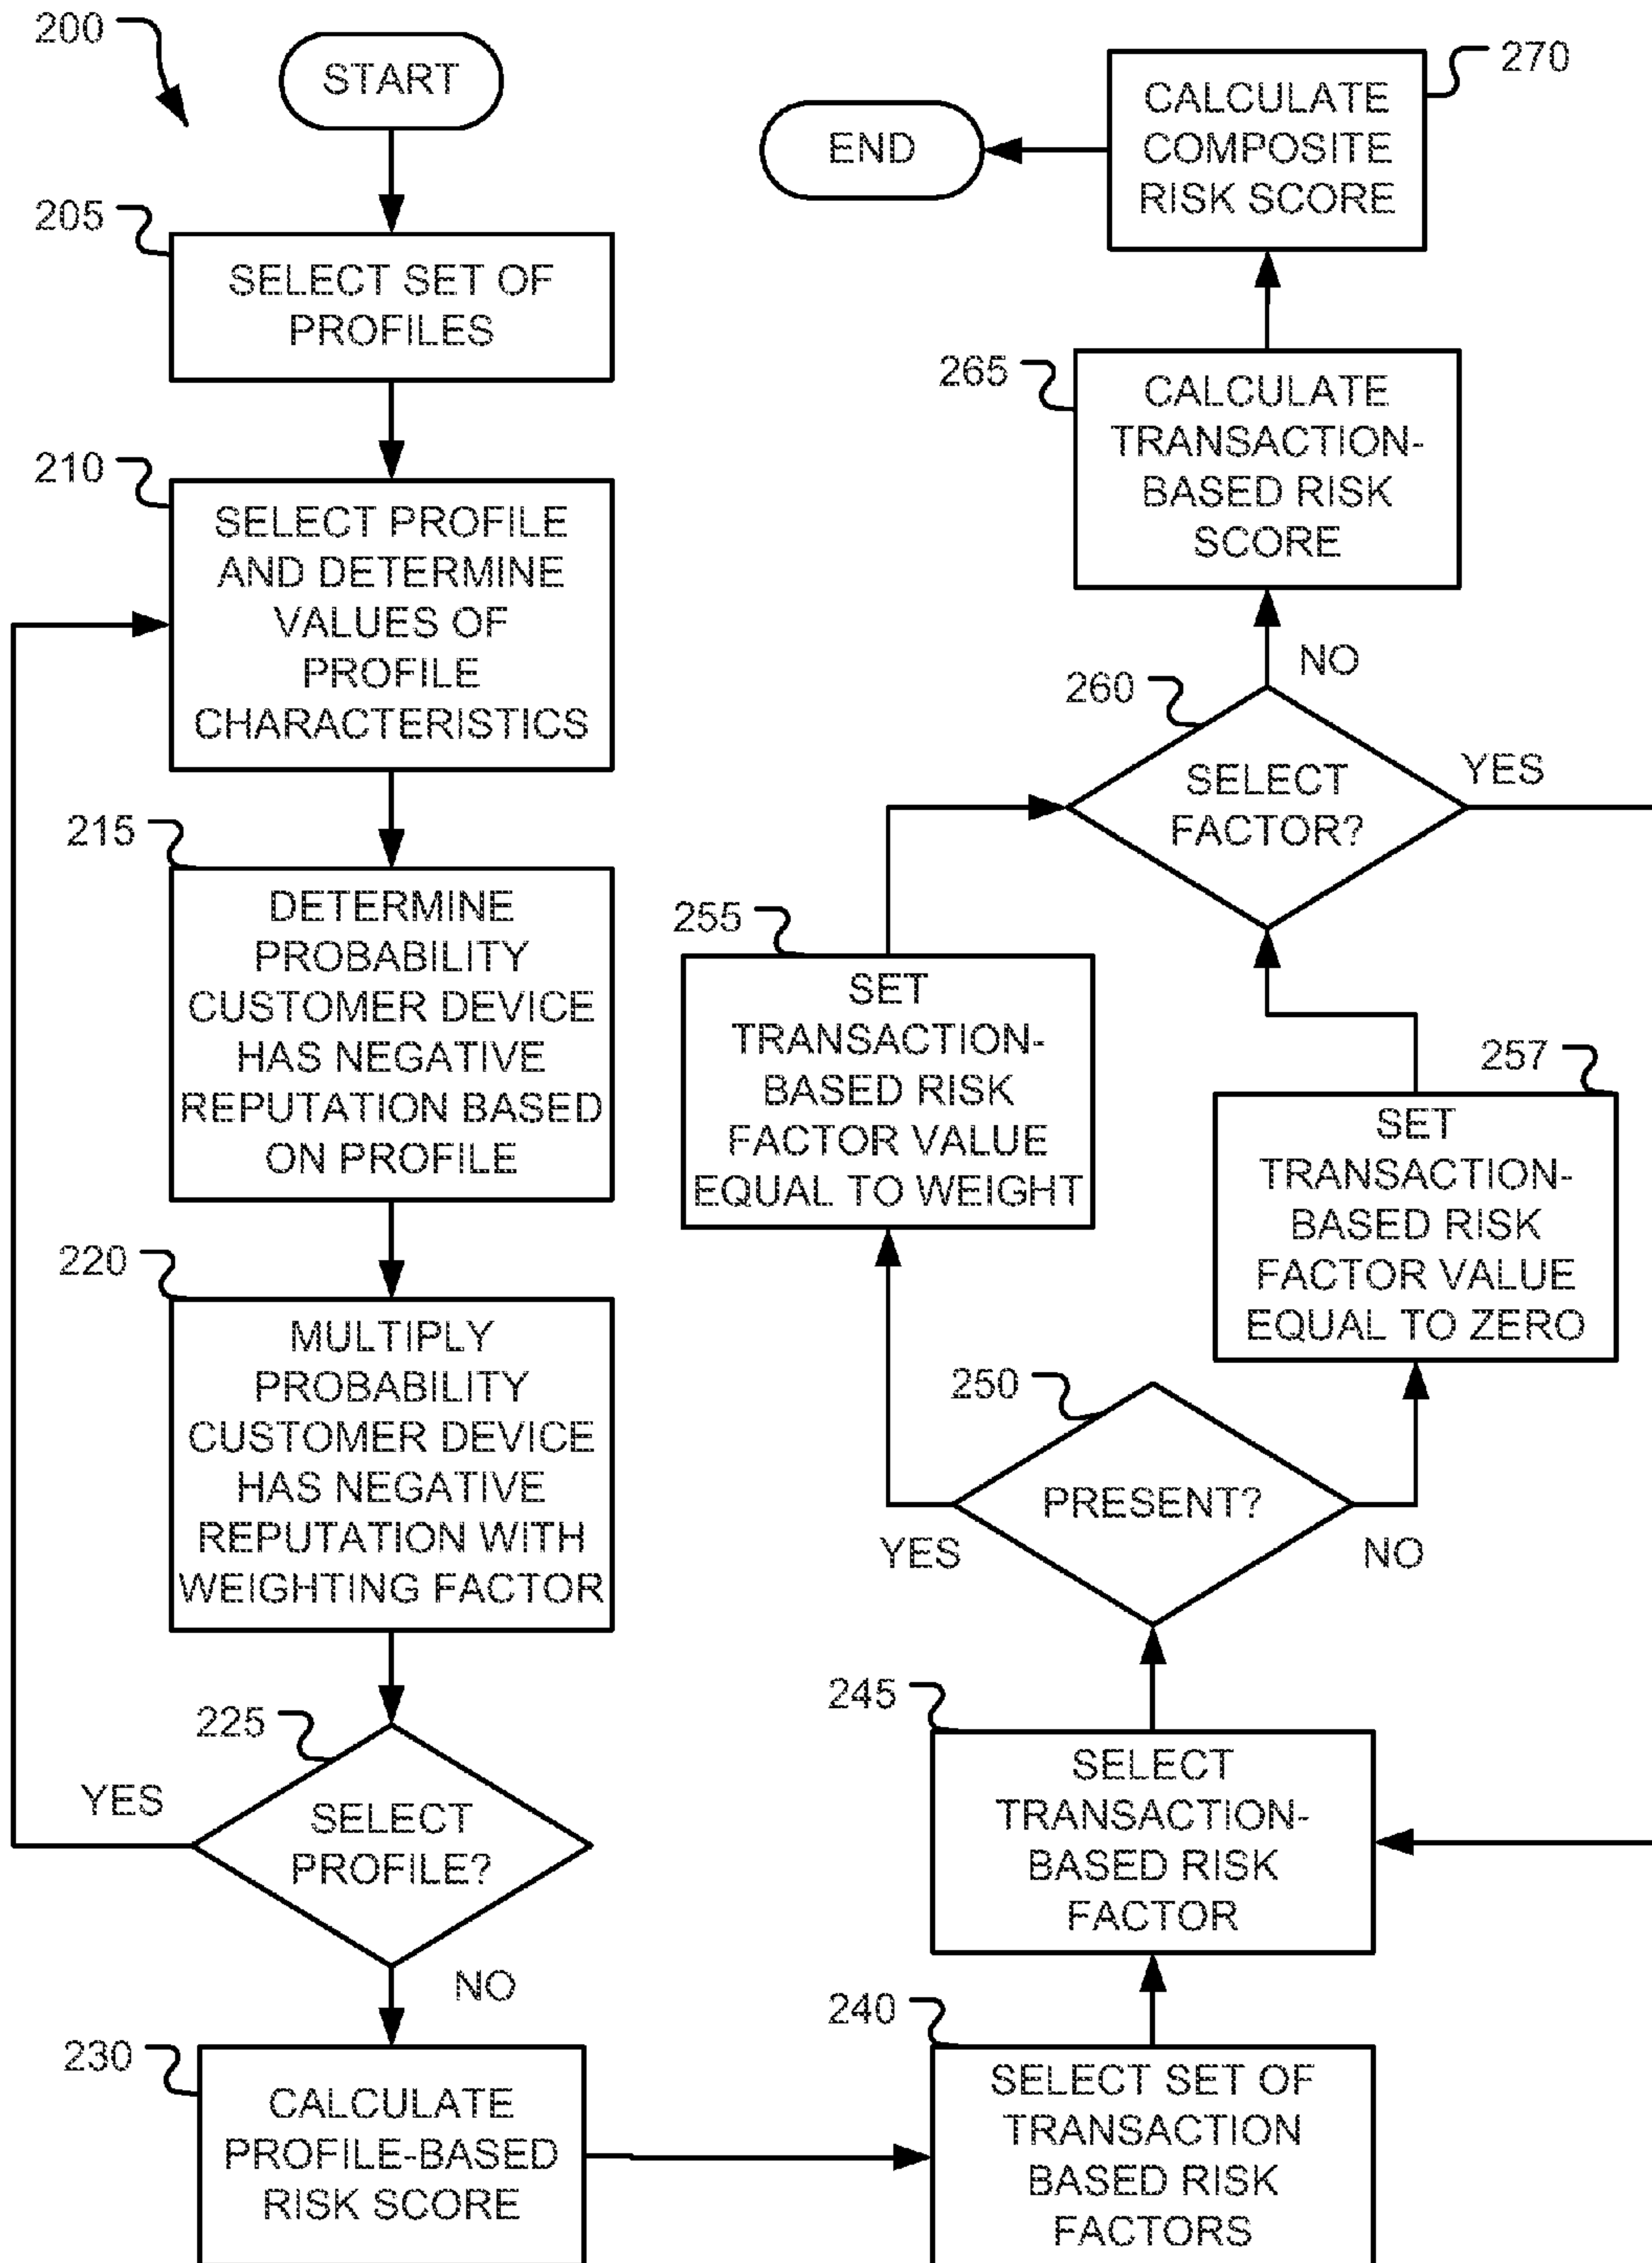 200
START
205
SELECT SET OF
PROFILES
210
SELECT PROFILE
AND DETERMINE
VALUES OF
PROFILE
CHARACTERISTICS
215
DETERMINE
PROBABILITY
CUSTOMER DEVICE
HAS NEGATIVE
REPUTATION BASED
ON PROFILE
220
MULTIPLY
PROBABILITY
CUSTOMER DEVICE
HAS NEGATIVE
REPUTATION WITH
WEIGHTING FACTOR
225
YES
SELECT
PROFILE?
NO
230
CALCULATE
PROFILE-BASED
RISK SCORE
240
SELECT SET OF
TRANSACTION
BASED RISK
FACTORS
245
SELECT
TRANSACTION-
BASED RISK
FACTOR
250
PRESENT?
YES
NO
255
SET
TRANSACTION-
BASED RISK
FACTOR VALUE
EQUAL TO WEIGHT
257
SET
TRANSACTION-
BASED RISK
FACTOR VALUE
EQUAL TO ZERO
260
SELECT
FACTOR?
YES
NO
265
CALCULATE
TRANSACTION-
BASED RISK
SCORE
270
CALCULATE
COMPOSITE
RISK SCORE
END